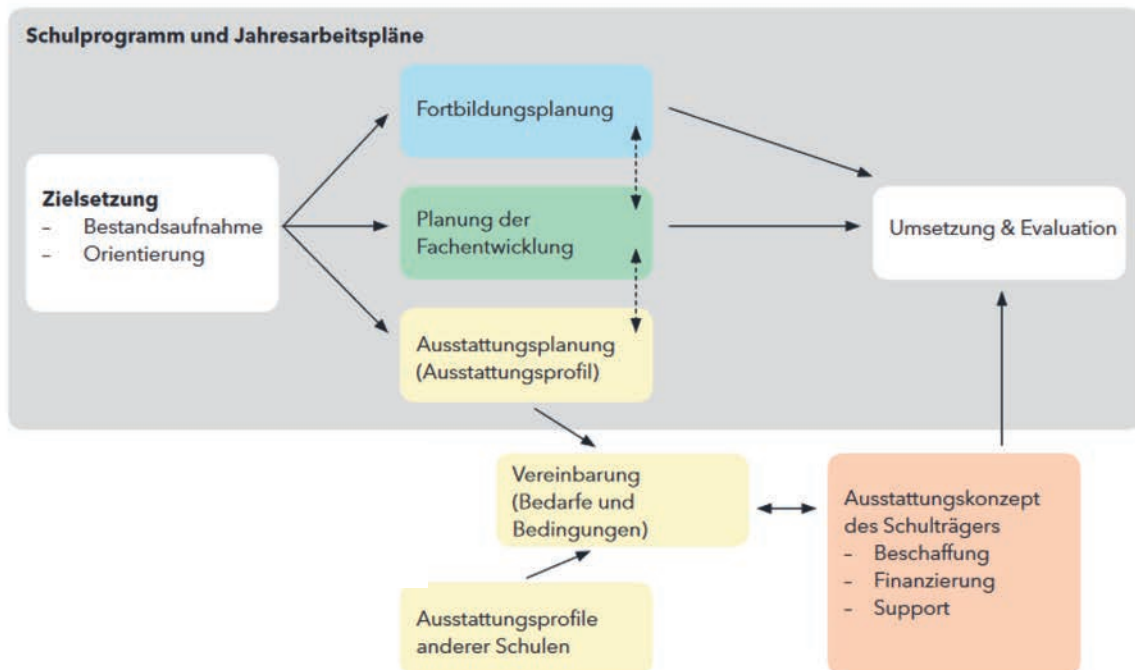 Schulprogramm und Jahresarbeitspläne
Zielsetzung
- Bestandsaufnahme
- Orientierung
Fortbildungsplanung
Planung der
Fachentwicklung
Ausstattungsplanung
(Ausstattungsprofil)
Umsetzung & Evaluation
Vereinbarung
(Bedarfe und
Bedingungen)
Ausstattungsprofile
anderer Schulen
Ausstattungskonzept
des Schulträgers
- Beschaffung
- Finanzierung
- Support